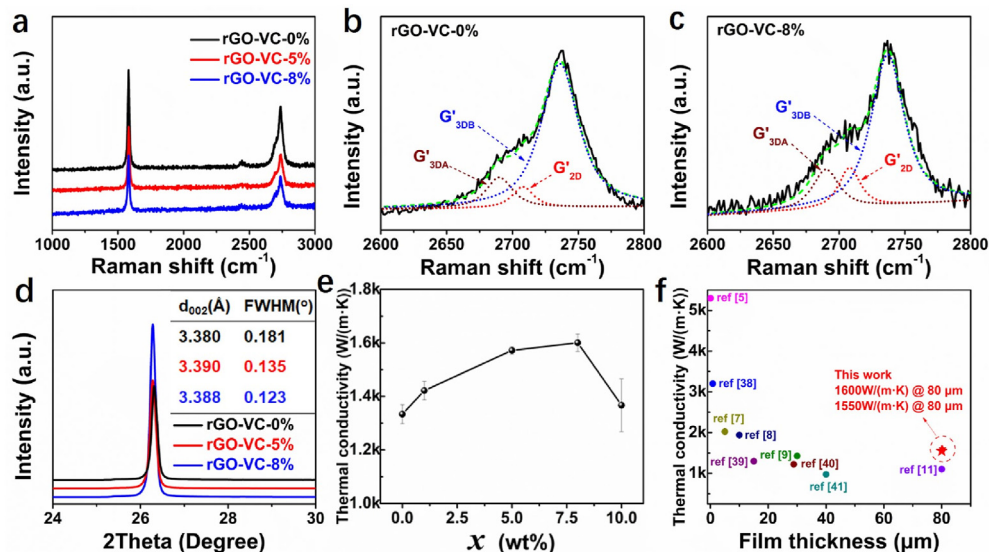 a
Intensity (a.u.)
rGO-VC-0%
rGO-VC-5%
rGO-VC-8%
1000 1500 2000 2500 3000
Raman shift (cm⁻¹)
b
Intensity (a.u.)
rGO-VC-0%
G'3DB
G'3DA
G'2D
2600 2650 2700 2750 2800
Raman shift (cm⁻¹)
c
Intensity (a.u.)
rGO-VC-8%
G'3DB
G'3DA
G'2D
2600 2650 2700 2750 2800
Raman shift (cm⁻¹)
d
Intensity (a.u.)
d002(Å) FWHM(°)
3.380 0.181
3.390 0.135
3.388 0.123
rGO-VC-0%
rGO-VC-5%
rGO-VC-8%
24 26 28 30
2Theta (Degree)
e
Thermal conductivity (W/(m·K))
1.8k
1.6k
1.4k
1.2k
1.0k
0.0 2.5 5.0 7.5 10.0
x (wt%)
f
Thermal conductivity (W/(m·K))
5k
4k
3k
2k
1k
ref [5]
ref [38]
ref [7]
ref [8]
ref [39]
ref [9]
ref [40]
ref [41]
This work
1600W/(m·K) @ 80 μm
1550W/(m·K) @ 80 μm
ref [11]
0 20 40 60 80
Film thickness (μm)